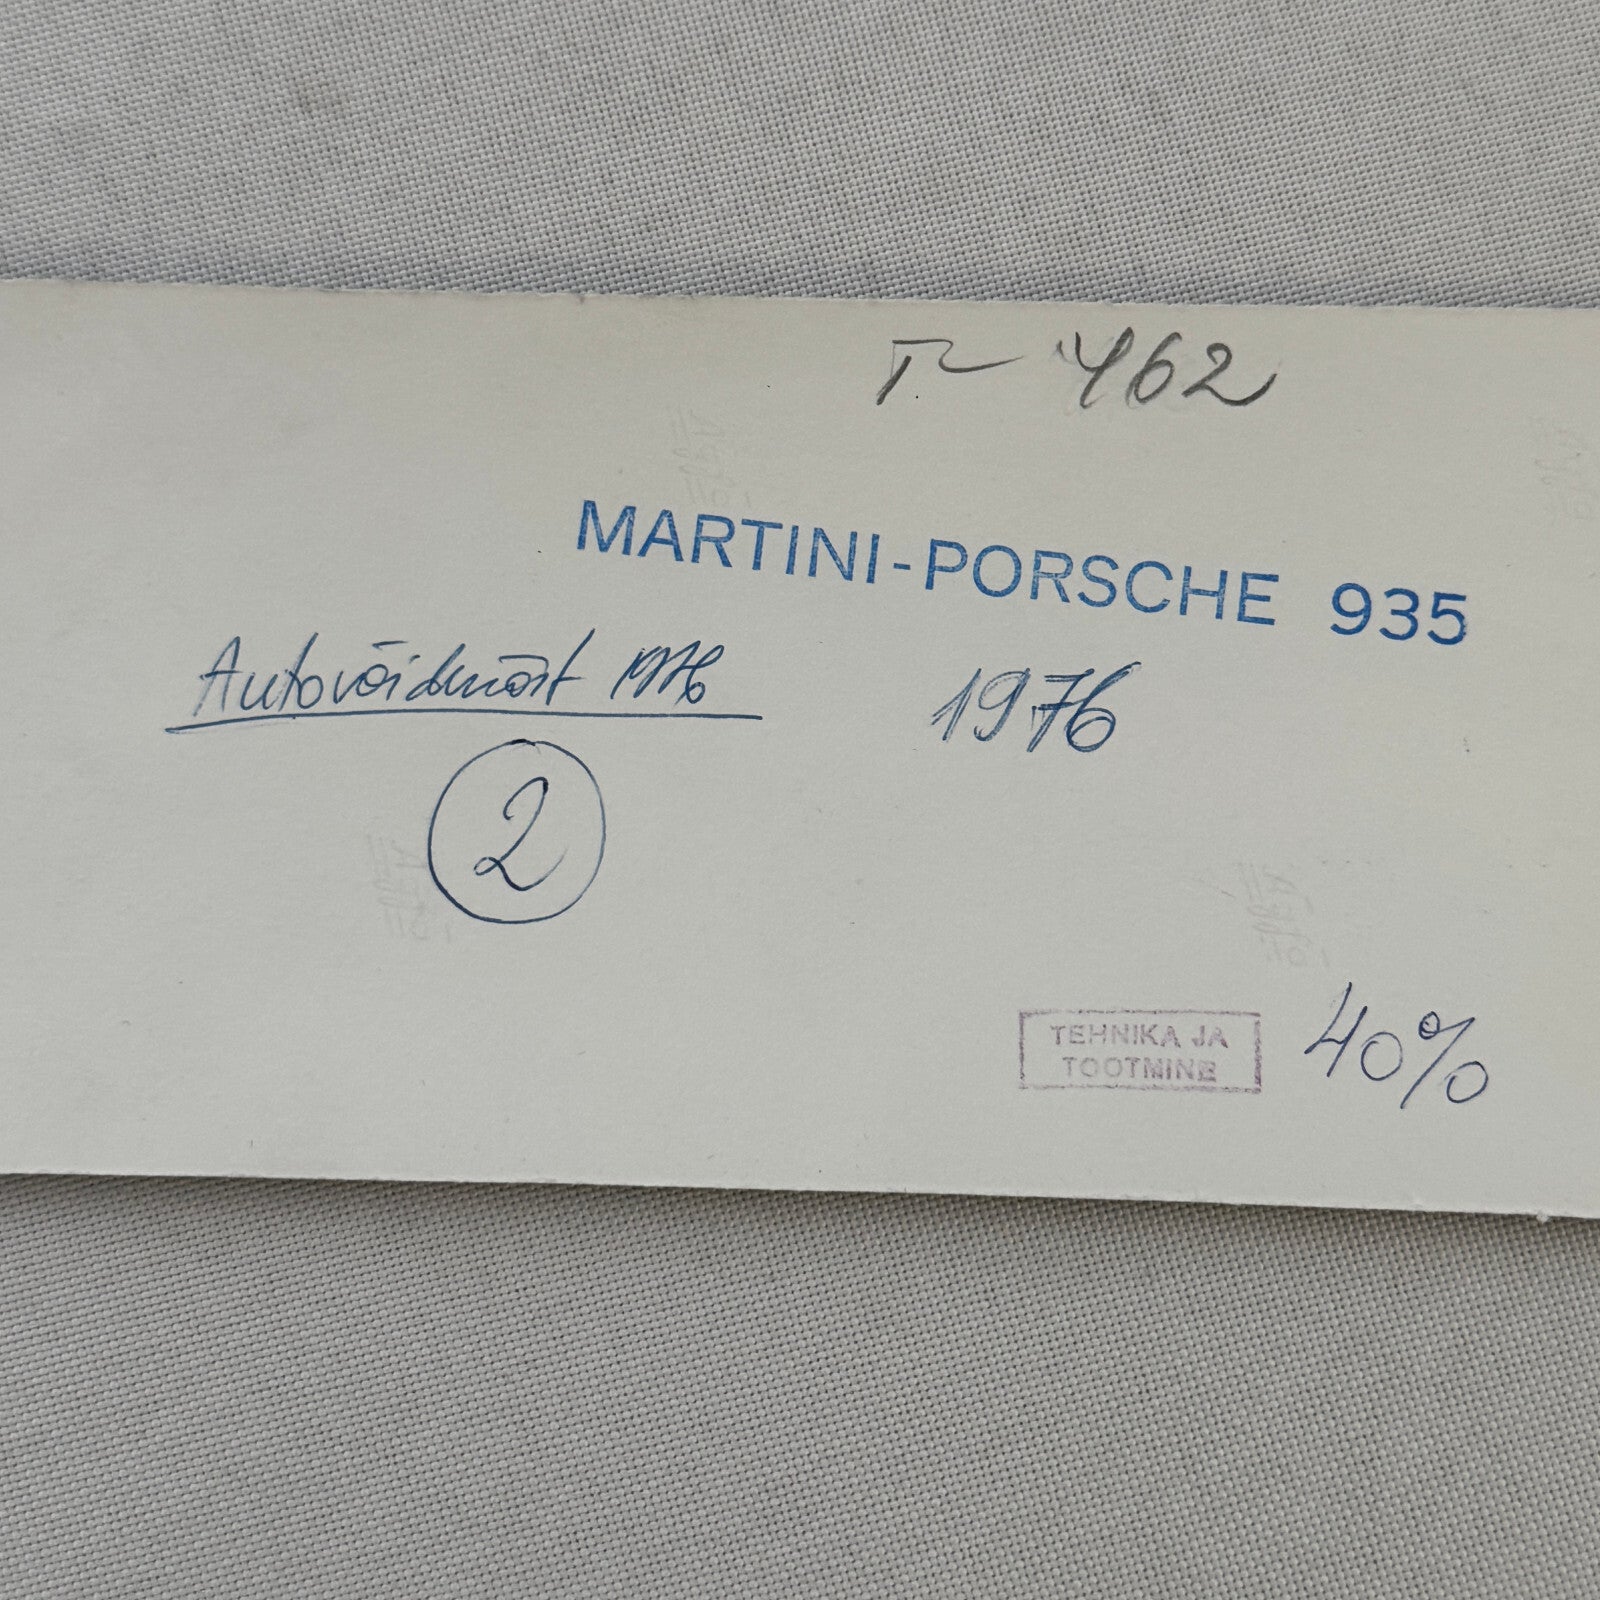 T- 462
MARTINI-PORSCHE 935
Autovõidusõit 1976
1976
2
TEHNIKA JA
TOOTMINE
40%